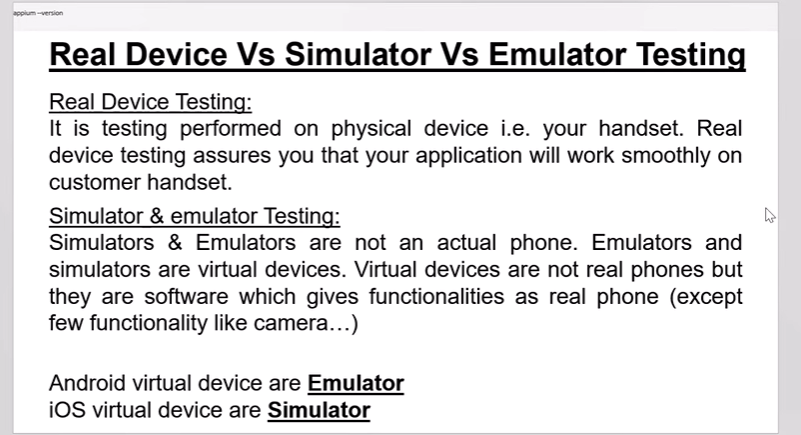 appium --version
Real Device Vs Simulator Vs Emulator Testing
Real Device Testing:
It is testing performed on physical device i.e. your handset. Real
device testing assures you that your application will work smoothly on
customer handset.
Simulator & emulator Testing:
Simulators & Emulators are not an actual phone. Emulators and
simulators are virtual devices. Virtual devices are not real phones but
they are software which gives functionalities as real phone (except
few functionality like camera…)
Android virtual device are Emulator
iOS virtual device are Simulator